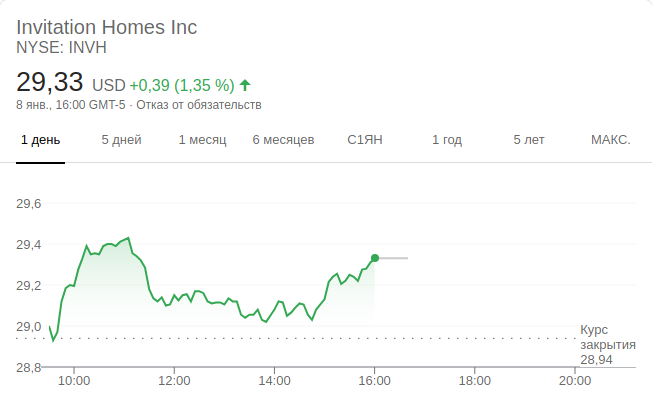 Invitation Homes Inc
NYSE: INVH
29,33 USD +0,39 (1,35 %)
8 янв., 16:00 GMT-5 · Отказ от обязательств
1 день 5 дней 1 месяц 6 месяцев С1ЯН 1 год 5 лет МАКС.
29,6
29,4
29,2
29,0
Курс
закрытия
28,94
28,8
10:00 12:00 14:00 16:00 18:00 20:00